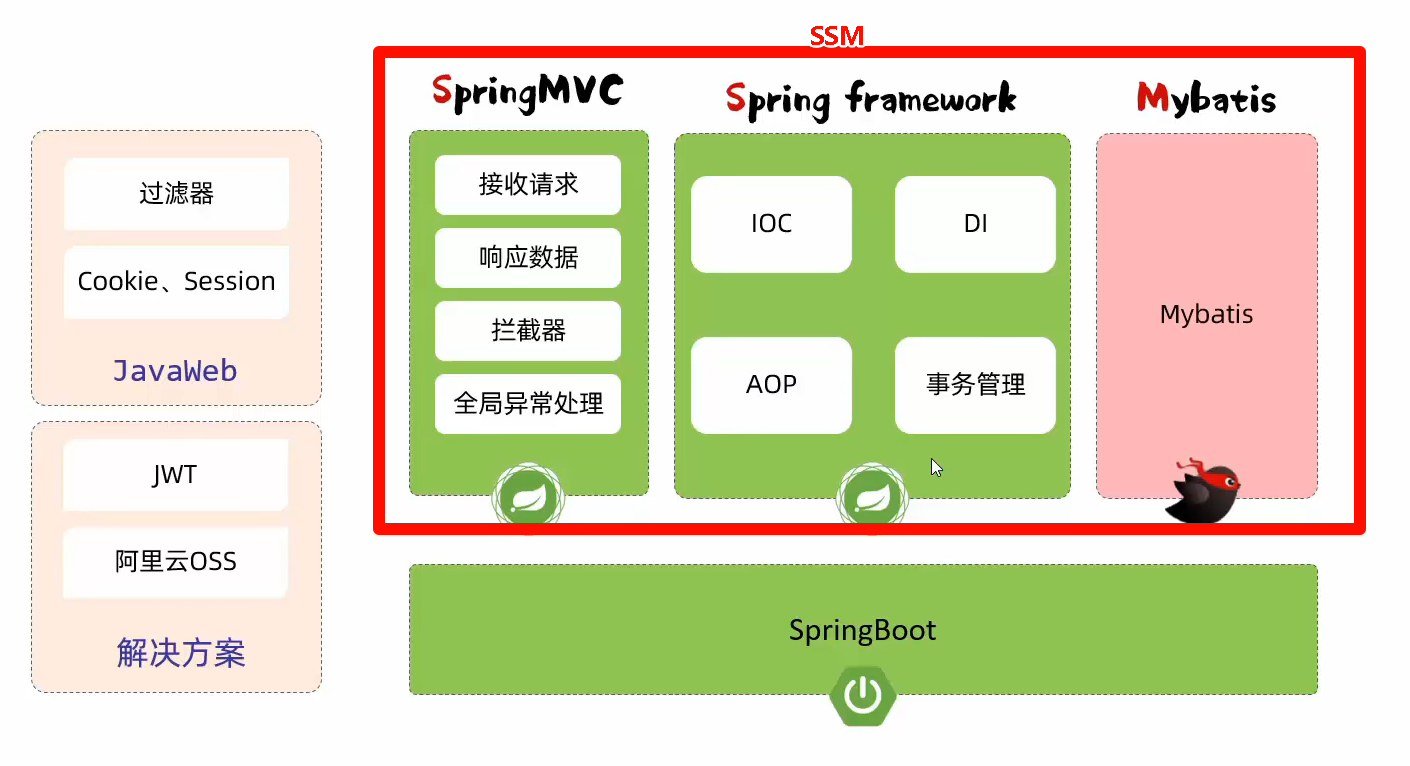 SSM
SpringMVC
Spring framework
Mybatis
过滤器
Cookie、Session
JavaWeb
JWT
阿里云OSS
解决方案
接收请求
响应数据
拦截器
全局异常处理
IOC
DI
AOP
事务管理
Mybatis
SpringBoot